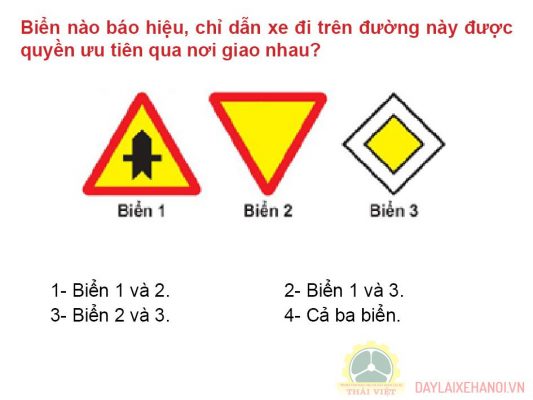 Biển nào báo hiệu, chỉ dẫn xe đi trên đường này được
quyền ưu tiên qua nơi giao nhau?
Biển 1
Biển 2
Biển 3
1- Biển 1 và 2.
2- Biển 1 và 3.
3- Biển 2 và 3.
4- Cả ba biển.
THÁI VIỆT
DAYLAIXEHANOI.VN